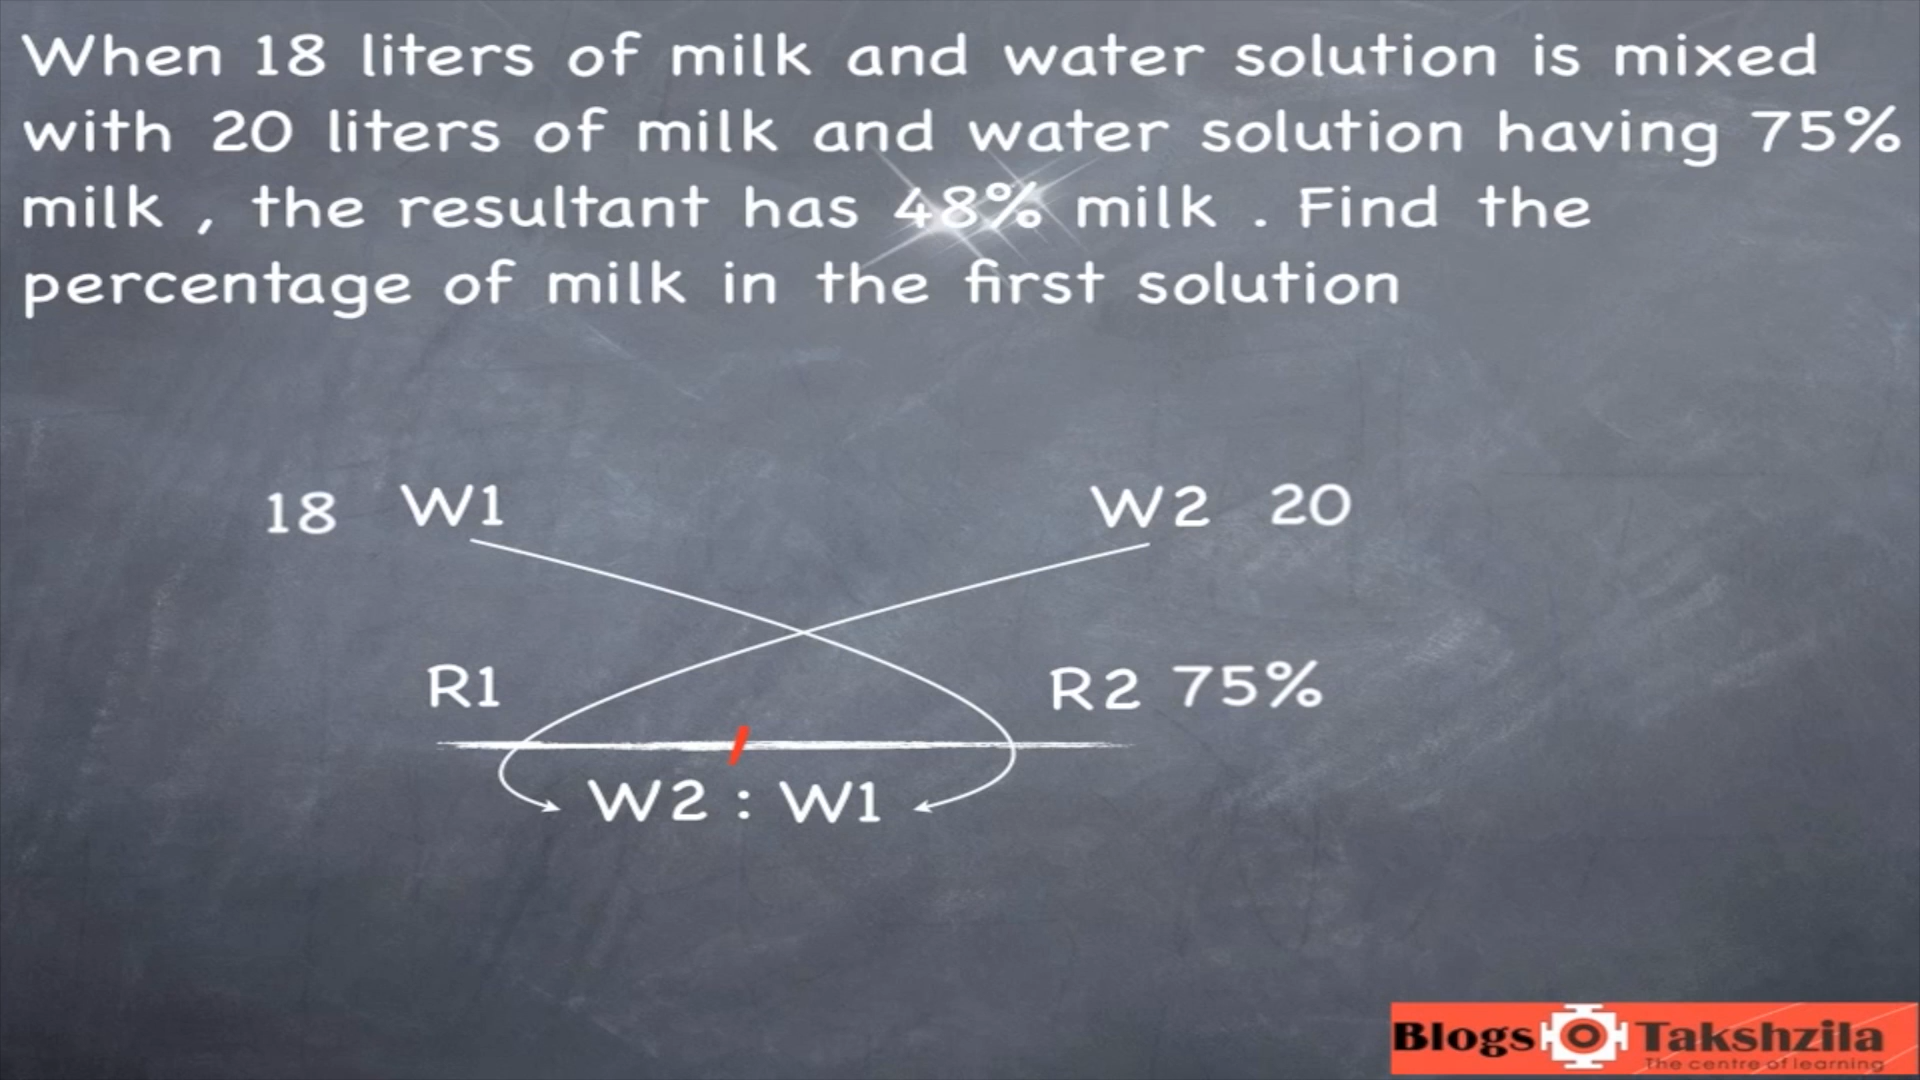 When 18 liters of milk and water solution is mixed
with 20 liters of milk and water solution having 75%
milk , the resultant has 48% milk . Find the
percentage of milk in the first solution
18 W1 W2 20
R1 R2 75%
W2 : W1
Blogs Takshzila
The centre of learning